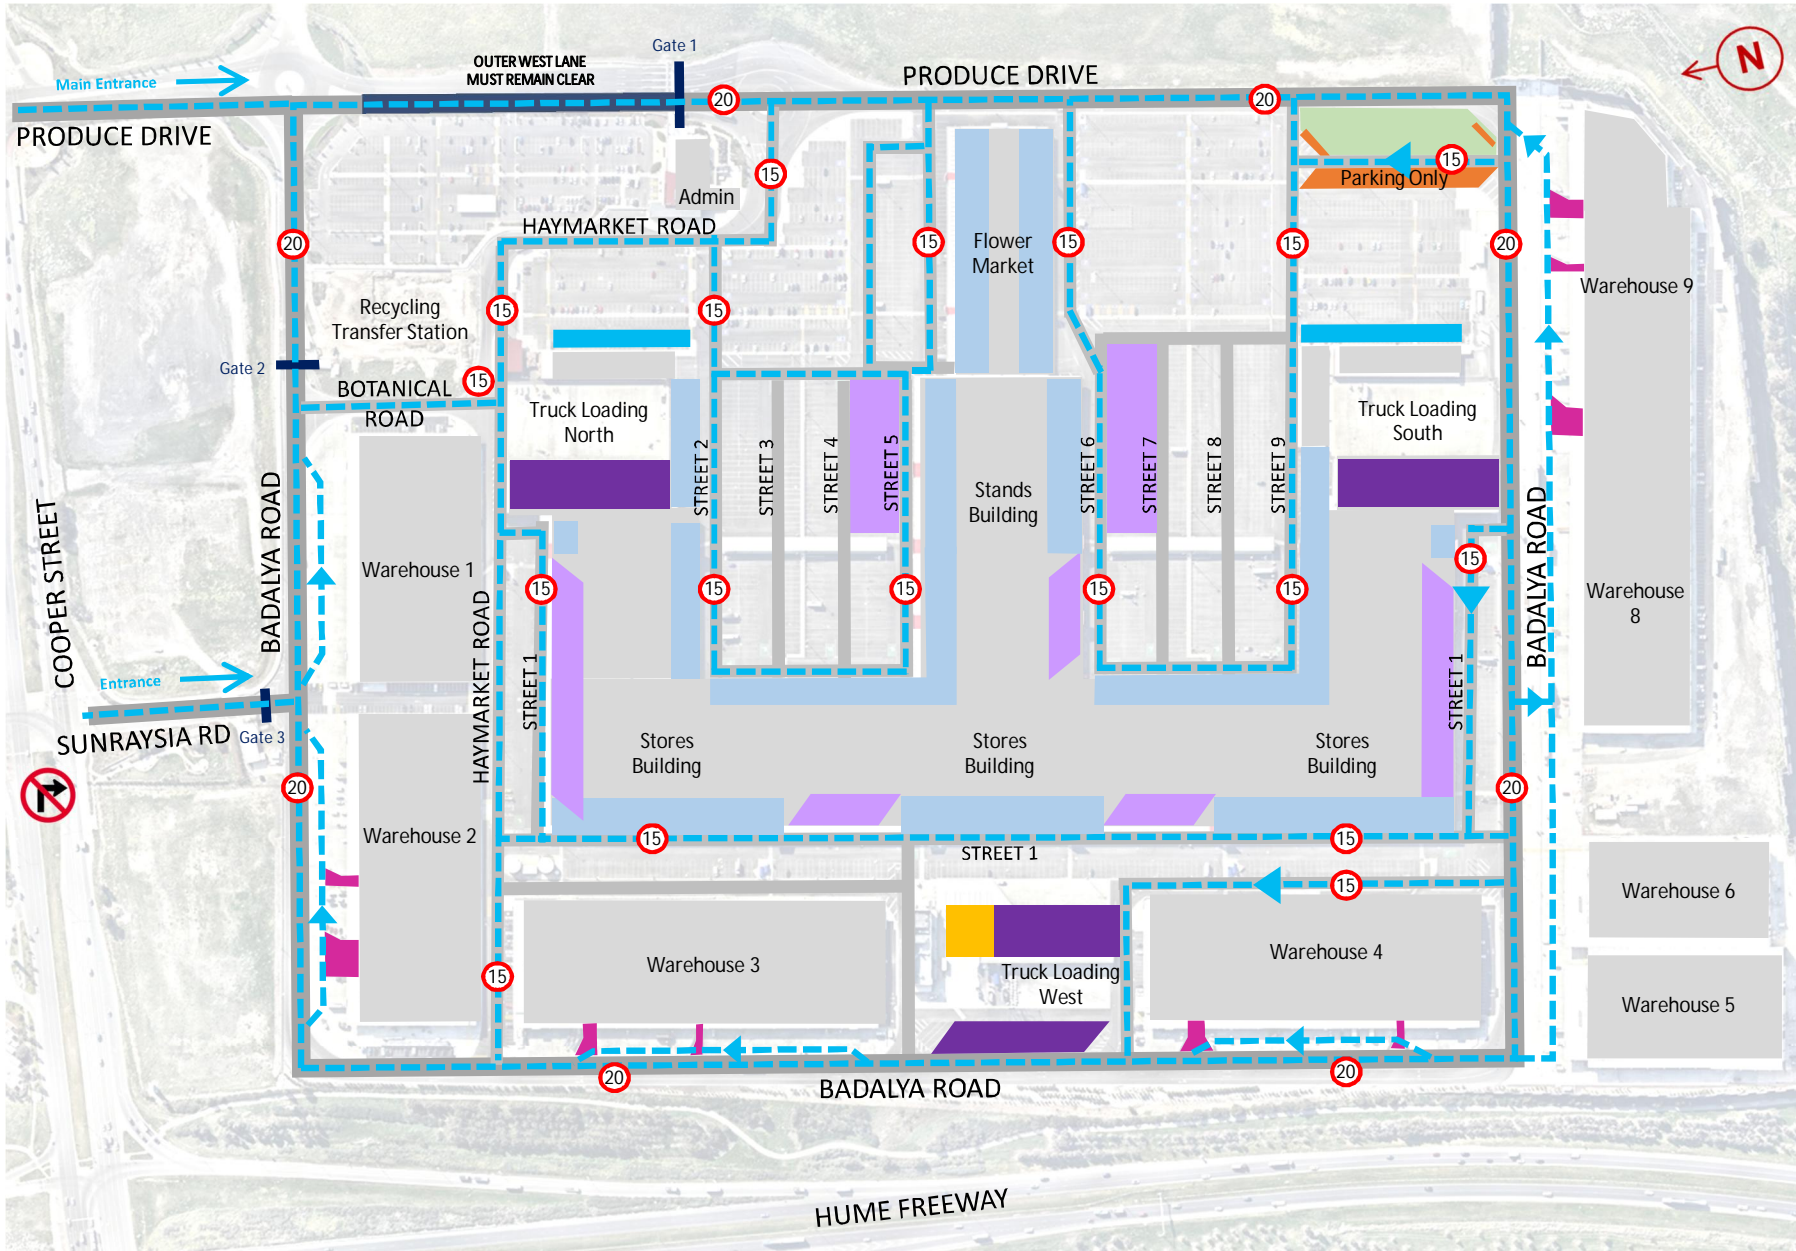 Gate 1
OUTER WEST LANE
MUST REMAIN CLEAR
Main Entrance
PRODUCE DRIVE
N
20
20
PRODUCE DRIVE
15
15
Parking Only
Admin
HAYMARKET ROAD
20
15
Flower
Market
15
15
20
Recycling
Transfer Station
15
15
Warehouse 9
Gate 2
15
BOTANICAL
ROAD
Truck Loading
North
Truck Loading
South
STREET 2
STREET 3
STREET 4
STREET 5
STREET 6
STREET 7
STREET 8
STREET 9
Stands
Building
COOPER STREET
BADALYA ROAD
Warehouse 1
15
15
15
15
15
15
BADALYA ROAD
Warehouse
8
HAYMARKET ROAD
STREET 1
STREET 1
Entrance
SUNRAYSIA RD
Gate 3
Stores
Building
Stores
Building
Stores
Building
20
20
Warehouse 2
15
15
STREET 1
15
Warehouse 6
Warehouse 3
Warehouse 4
15
Truck Loading
West
Warehouse 5
20
20
BADALYA ROAD
HUME FREEWAY